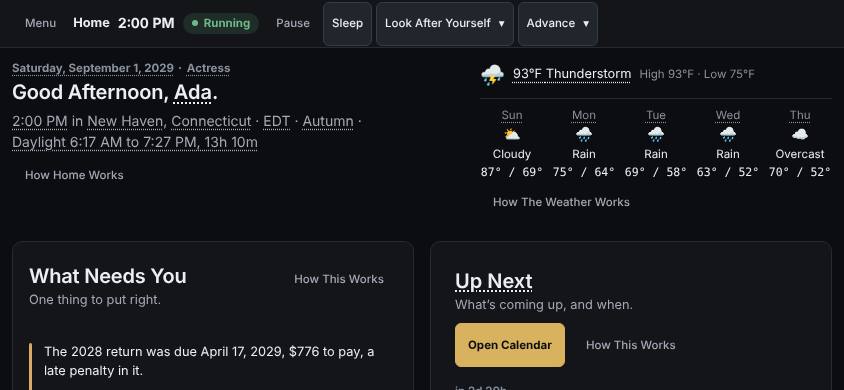 Menu Home 2:00 PM Running Pause Sleep Look After Yourself Advance
Saturday, September 1, 2029 · Actress
Good Afternoon, Ada.
2:00 PM in New Haven, Connecticut · EDT · Autumn ·
Daylight 6:17 AM to 7:27 PM, 13h 10m
How Home Works
93°F Thunderstorm High 93°F · Low 75°F
Sun Mon Tue Wed Thu
Cloudy Rain Rain Rain Overcast
87° / 69° 75° / 64° 69° / 58° 63° / 52° 70° / 52°
How The Weather Works
What Needs You How This Works
One thing to put right.
The 2028 return was due April 17, 2029, $776 to pay, a
late penalty in it.
Up Next
What's coming up, and when.
Open Calendar How This Works